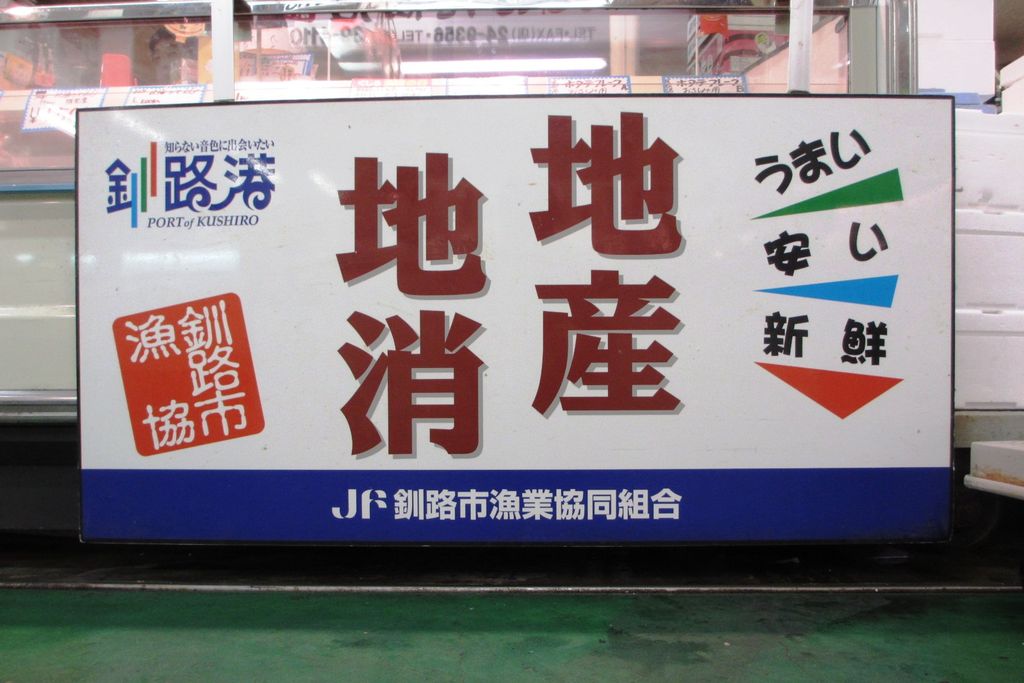 知らない音色に出会いたい
釧路港
PORT of KUSHIRO
地産
地消
うまい
安い
新鮮
釧路市
漁協
JF 釧路市漁業協同組合